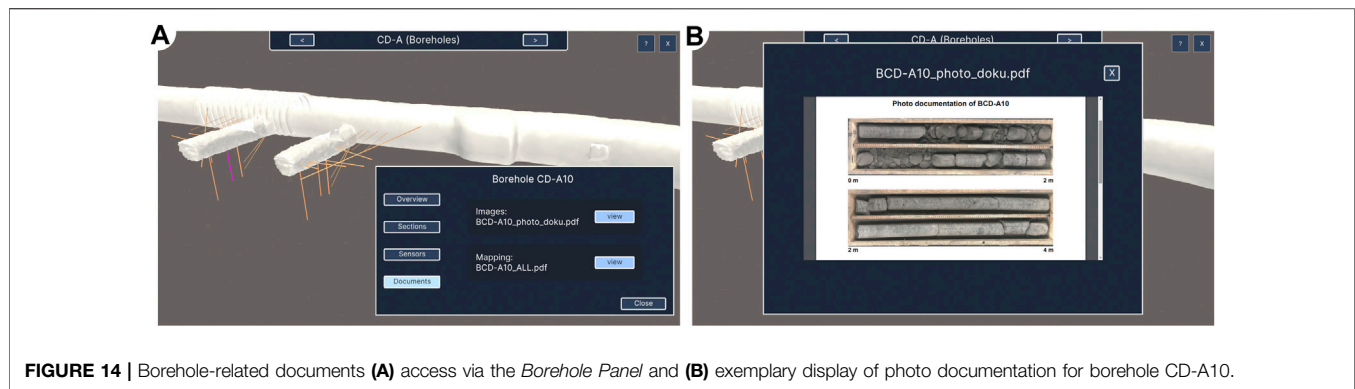 A
<
CD-A (Boreholes)
>
?
X
Borehole CD-A10
Overview
Sections
Sensors
Documents
Images:
BCD-A10_photo_doku.pdf
view
Mapping:
BCD-A10_ALL.pdf
view
Close
B
<
CD-A (Boreholes)
>
?
X
BCD-A10_photo_doku.pdf
X
Photo documentation of BCD-A10
0 m
2 m
2 m
4 m
FIGURE 14 | Borehole-related documents (A) access via the Borehole Panel and (B) exemplary display of photo documentation for borehole CD-A10.